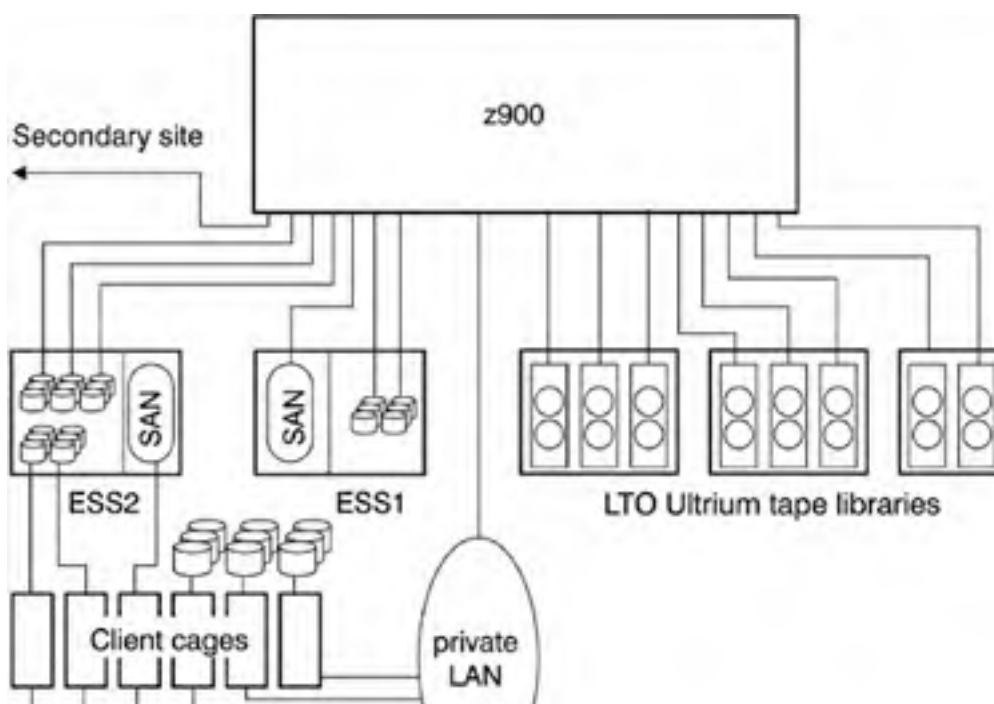 z900
Secondary site
SAN
SAN
ESS2
ESS1
LTO Ultrium tape libraries
Client cages
private
LAN